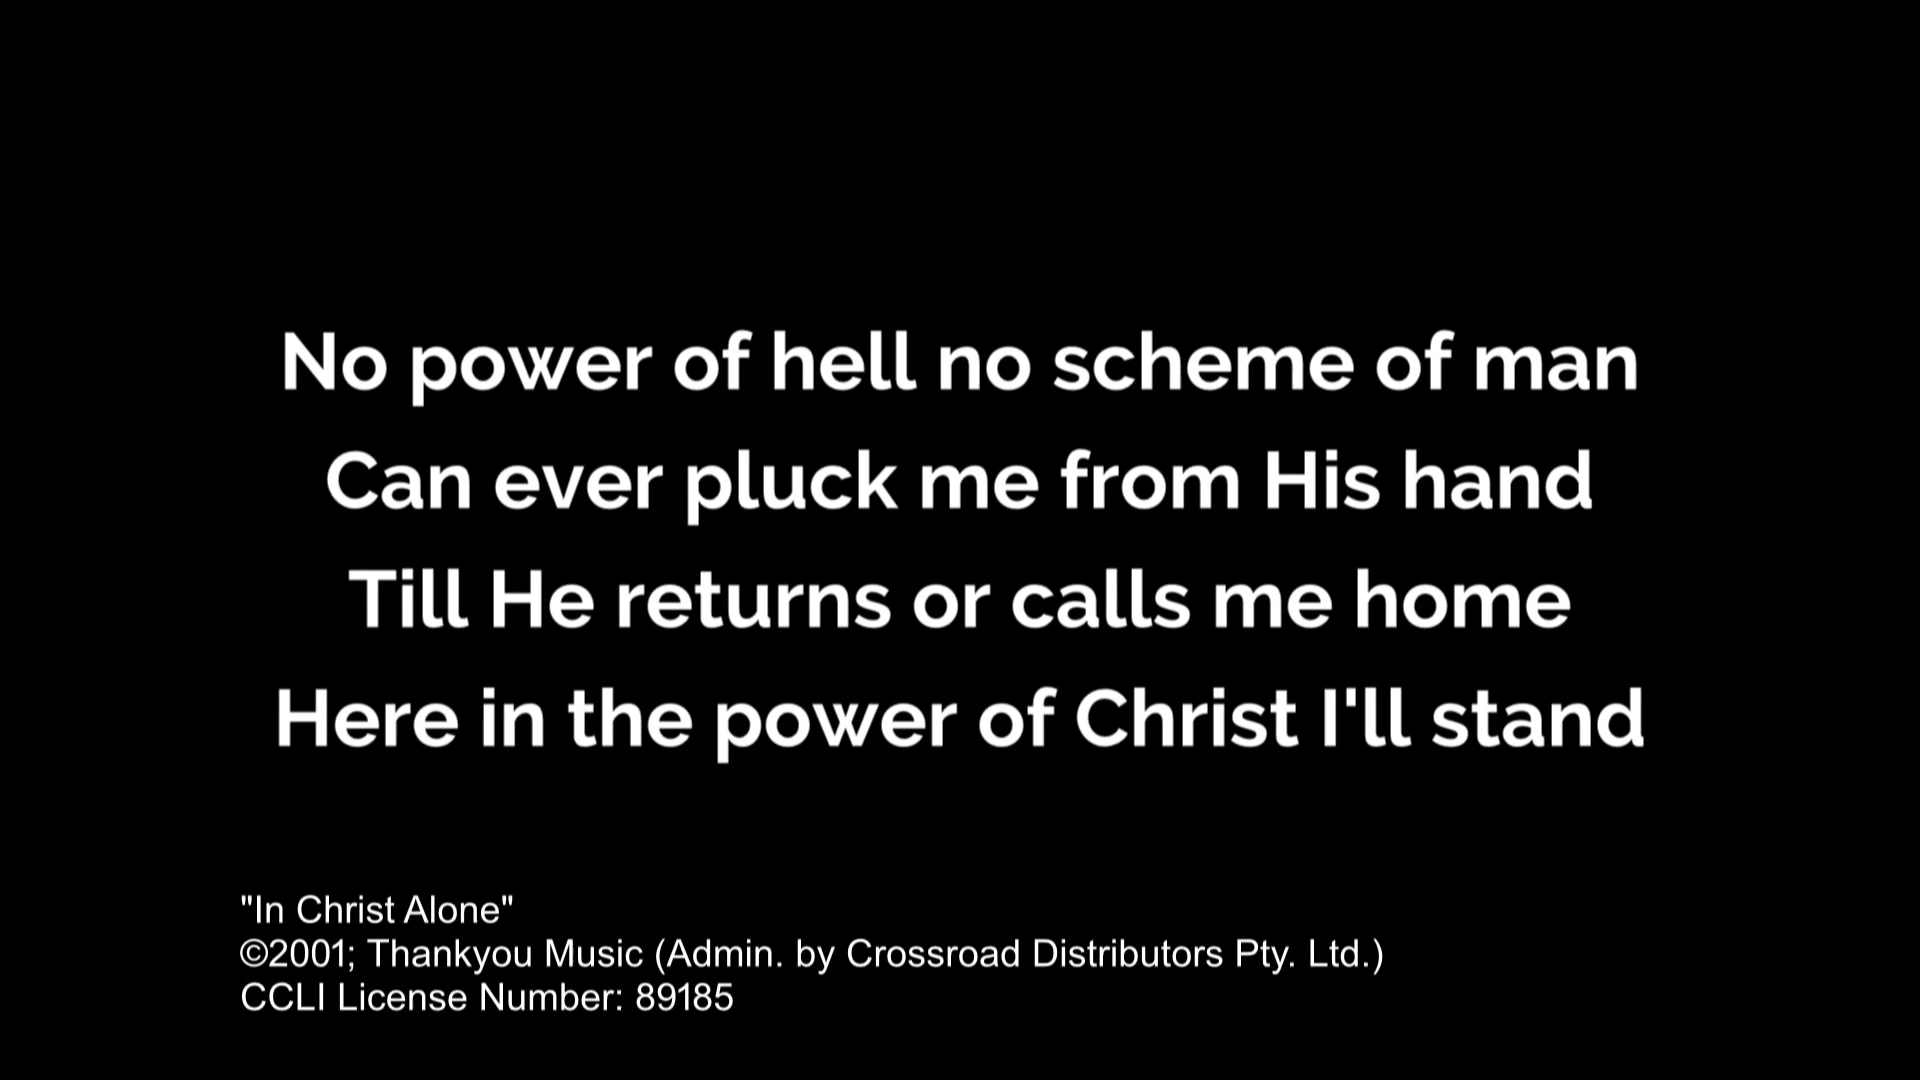 No power of hell no scheme of man
Can ever pluck me from His hand
Till He returns or calls me home
Here in the power of Christ I'll stand
"In Christ Alone"
©2001; Thankyou Music (Admin. by Crossroad Distributors Pty. Ltd.)
CCLI License Number: 89185